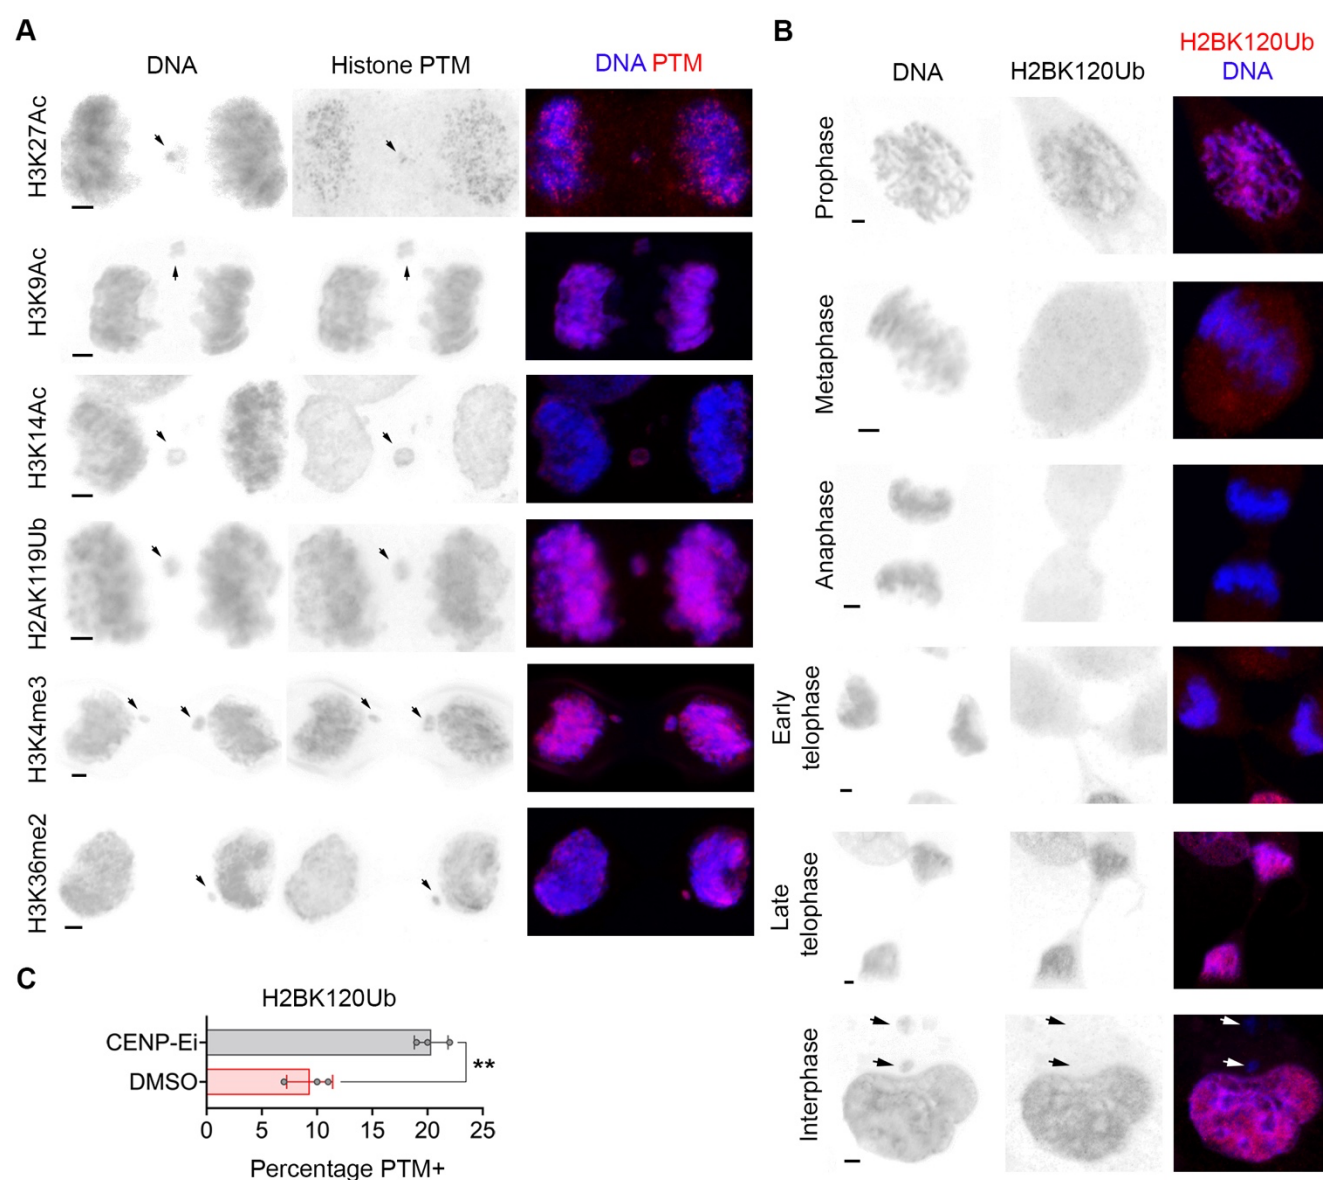 A
DNA
Histone PTM
DNA PTM
H3K27Ac
H3K9Ac
H3K14Ac
H2AK119Ub
H3K4me3
H3K36me2
B
DNA
H2BK120Ub
H2BK120Ub
DNA
Prophase
Metaphase
Anaphase
Early
telophase
Late
telophase
Interphase
C
H2BK120Ub
CENP-Ei
DMSO
**
0 5 10 15 20 25
Percentage PTM+